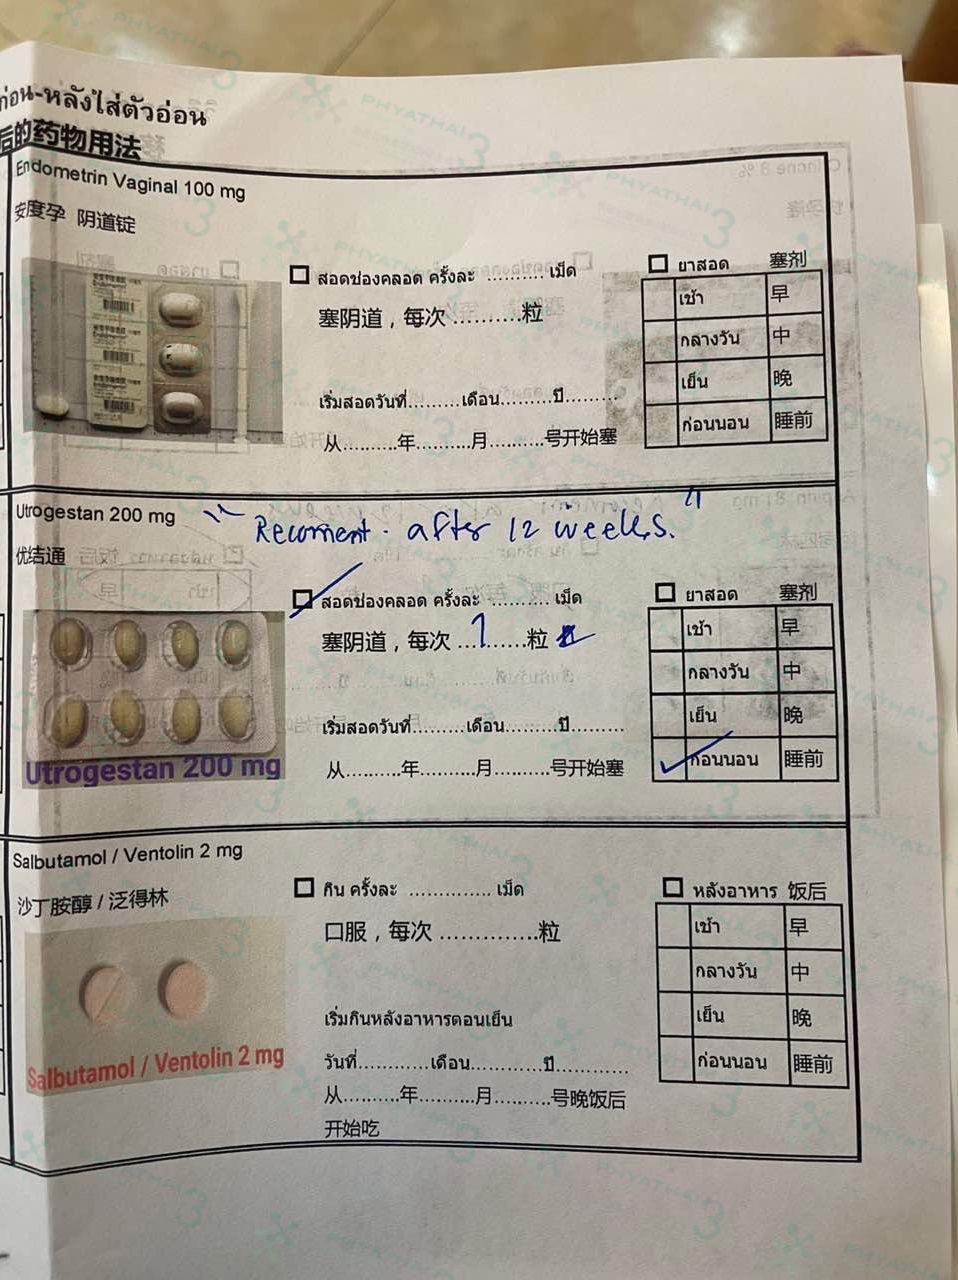 ก่อน-หลังใส่ตัวอ่อน
后的药物用法
Endometrin Vaginal 100 mg
安度孕 阴道锭
สอดช่องคลอด ครั้งละ ........... เม็ด
塞阴道，每次 ..........粒
เริ่มสอดวันที่.........เดือน..........ปี..........
从..........年..........月..........号开始塞
ยาสอด 塞剂
เช้า 早
กลางวัน 中
เย็น 晚
ก่อนนอน 睡前
Utrogestan 200 mg
"Recoment. after 12 weeks."
优结通
สอดช่องคลอด ครั้งละ ........... เม็ด
塞阴道，每次 ...1......粒
เริ่มสอดวันที่.........เดือน..........ปี..........
从..........年..........月..........号开始塞
ยาสอด 塞剂
เช้า 早
กลางวัน 中
เย็น 晚
ก่อนนอน 睡前
Utrogestan 200 mg
Salbutamol / Ventolin 2 mg
沙丁胺醇 / 泛得林
กิน ครั้งละ .............. เม็ด
口服，每次 ..............粒
เริ่มกินหลังอาหารตอนเย็น
วันที่............เดือน............ปี............
从..........年..........月..........号晚饭后
开始吃
หลังอาหาร 饭后
เช้า 早
กลางวัน 中
เย็น 晚
ก่อนนอน 睡前
Salbutamol / Ventolin 2 mg
PHYATHAI 3